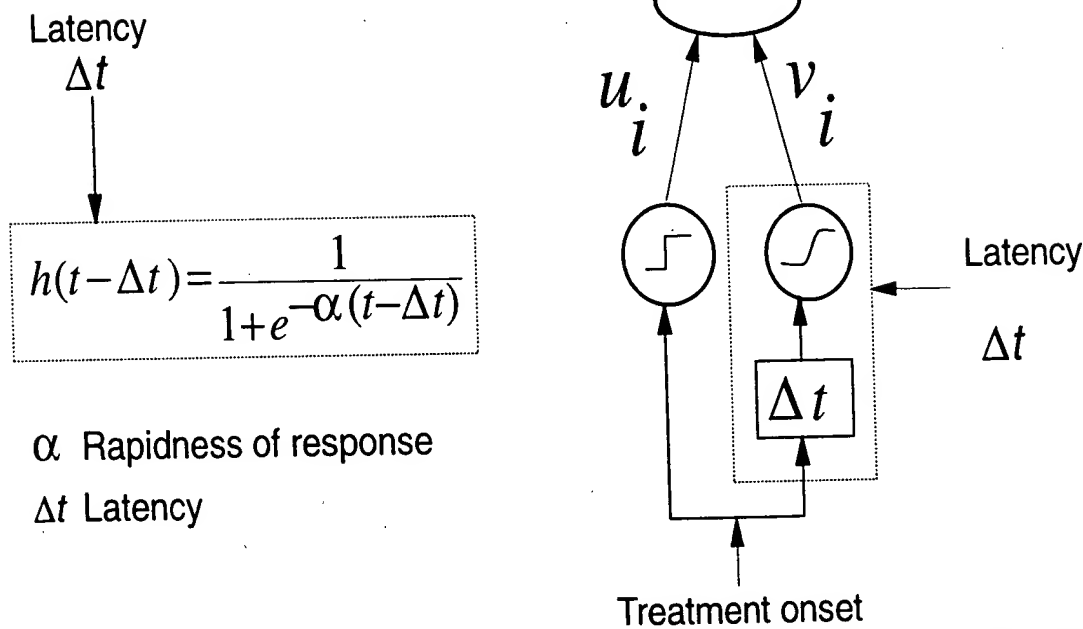 Latency
Δt
h(t−Δt)=1/(1+e^−α(t−Δt))
α Rapidness of response
Δt Latency
u_i
v_i
Δt
Latency
Δt
Treatment onset